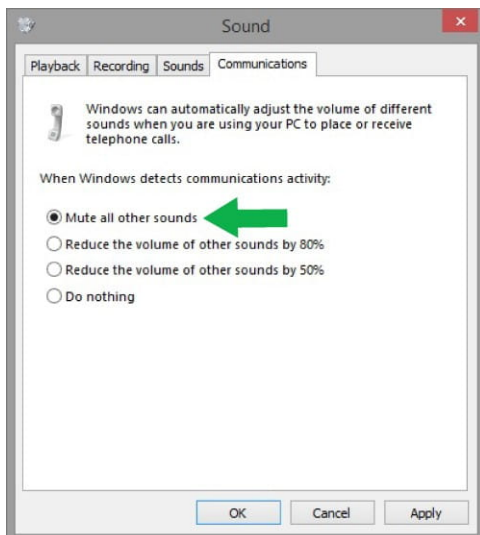 Sound
Playback Recording Sounds Communications
Windows can automatically adjust the volume of different
sounds when you are using your PC to place or receive
telephone calls.
When Windows detects communications activity:
Mute all other sounds
Reduce the volume of other sounds by 80%
Reduce the volume of other sounds by 50%
Do nothing
OK Cancel Apply